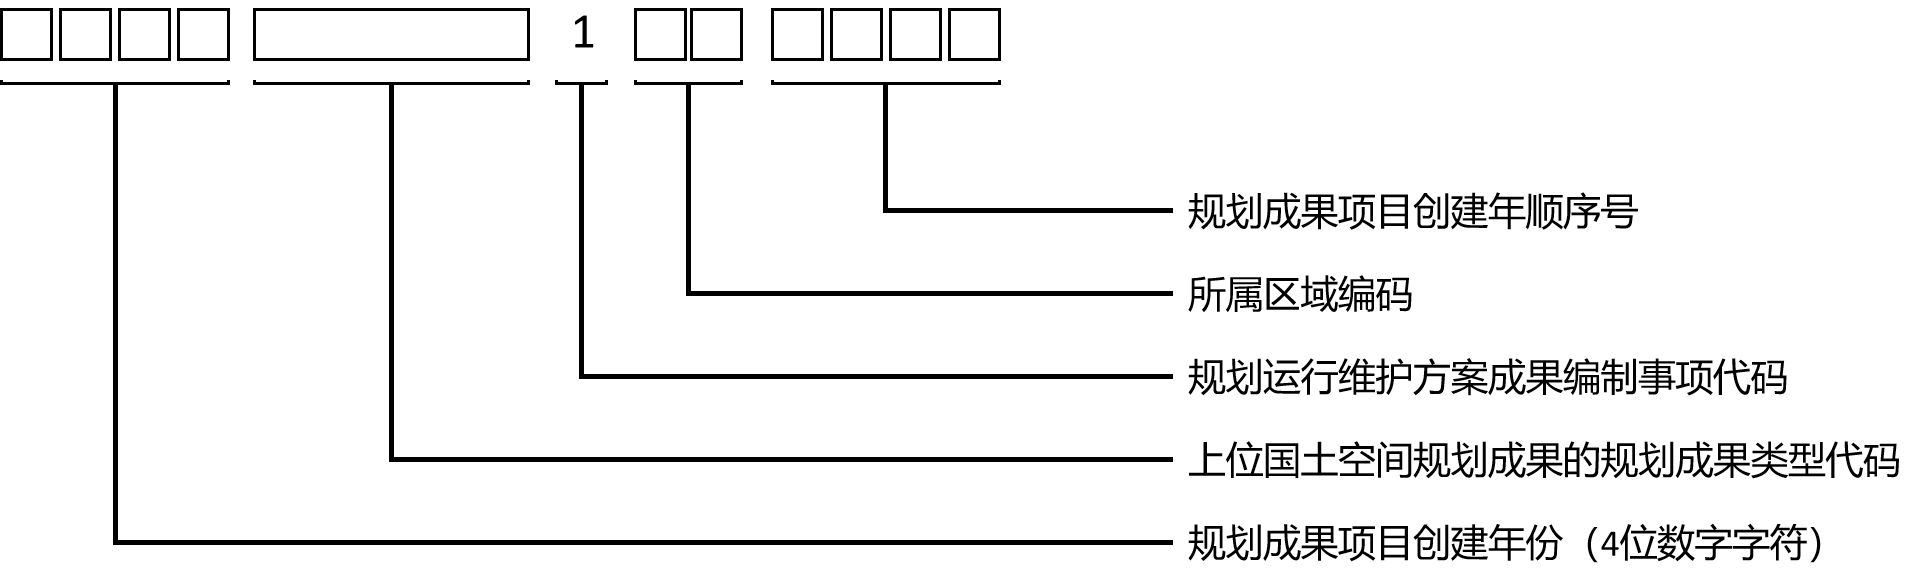 1
规划成果项目创建年顺序号
所属区域编码
规划运行维护方案成果编制事项代码
上位国土空间规划成果的规划成果类型代码
规划成果项目创建年份（4位数字字符）